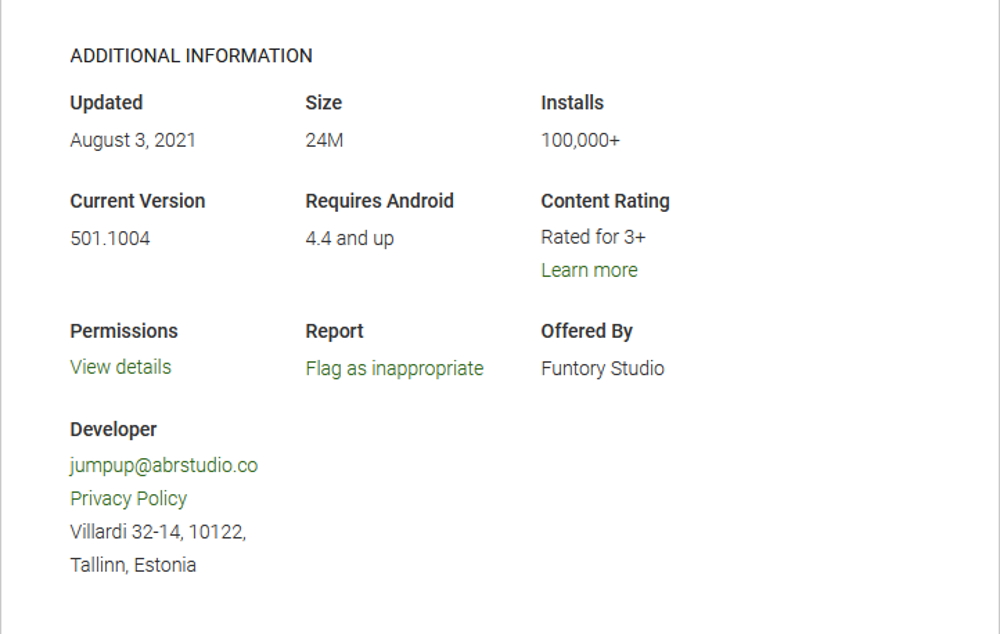 ADDITIONAL INFORMATION
Updated
August 3, 2021
Size
24M
Installs
100,000+
Current Version
501.1004
Requires Android
4.4 and up
Content Rating
Rated for 3+
Learn more
Permissions
View details
Report
Flag as inappropriate
Offered By
Funtory Studio
Developer
jumpup@abrstudio.co
Privacy Policy
Villardi 32-14, 10122,
Tallinn, Estonia